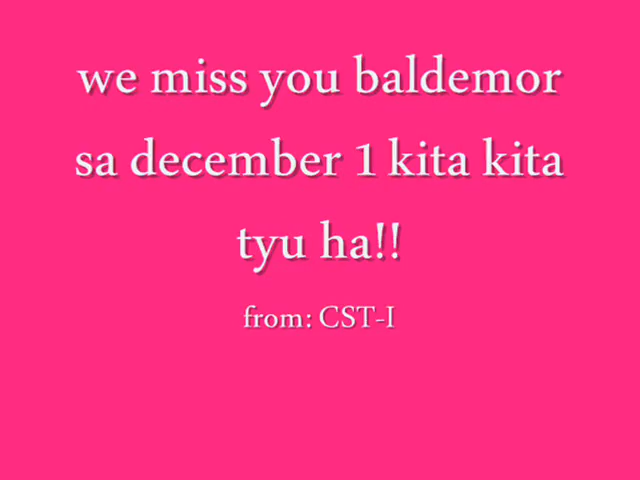 we miss you baldemor
sa december 1 kita kita
tyu ha!!
from: CST-I